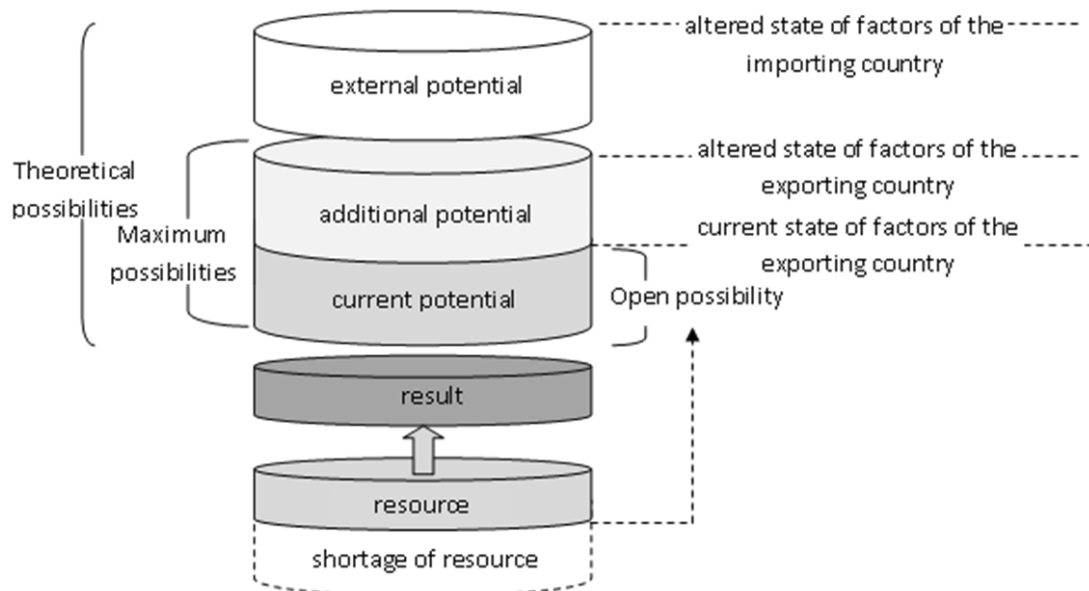 altered state of factors of the
importing country
external potential
altered state of factors of the
exporting country
Theoretical
possibilities
additional potential
current state of factors of the
exporting country
Maximum
possibilities
current potential
Open possibility
result
resource
shortage of resource